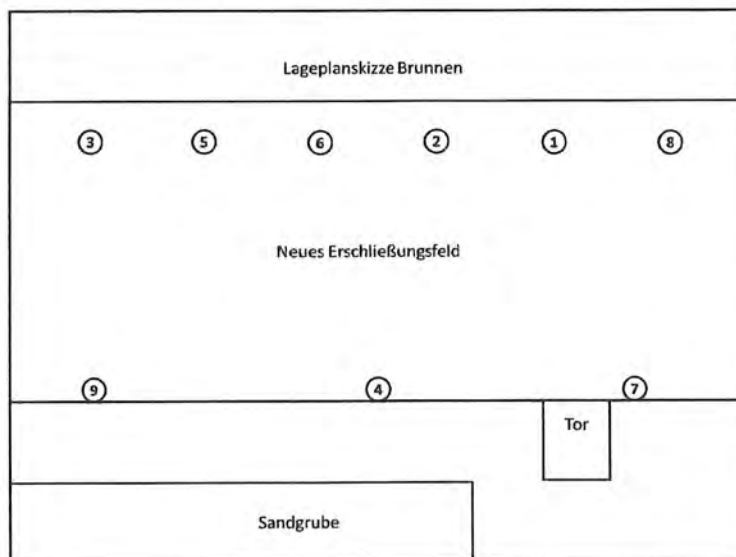 Lageplanskizze Brunnen
3 5 6 2 1 8
Neues Erschließungsfeld
9 4 7
Tor
Sandgrube